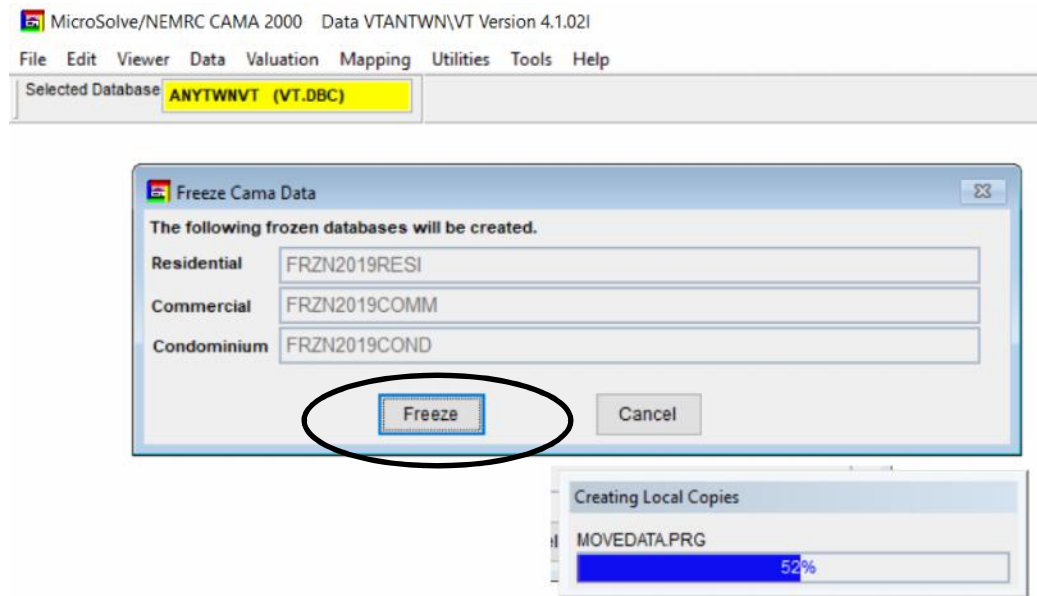 MicroSolve/NEMRC CAMA 2000 Data VTANTWN\VT Version 4.1.02I
File Edit Viewer Data Valuation Mapping Utilities Tools Help
Selected Database ANYTWNVT (VT.DBC)
Freeze Cama Data
The following frozen databases will be created.
Residential FRZN2019RESI
Commercial FRZN2019COMM
Condominium FRZN2019COND
Freeze Cancel
Creating Local Copies
MOVEDATA.PRG
52%